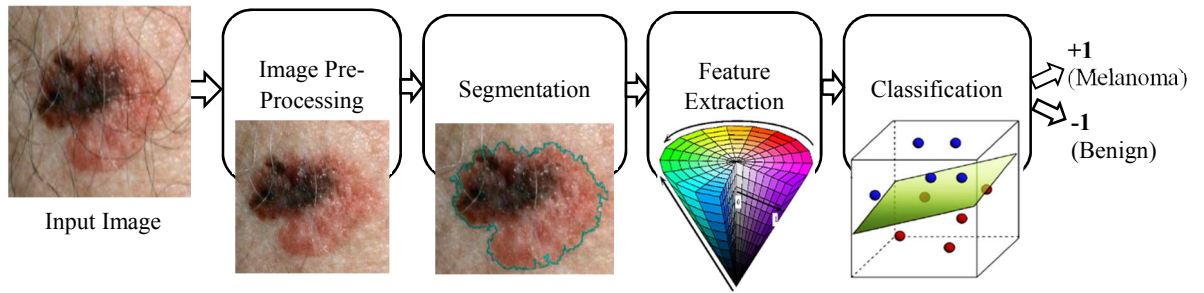 Input Image
Image Pre-
Processing
Segmentation
Feature
Extraction
Classification
+1
(Melanoma)
-1
(Benign)